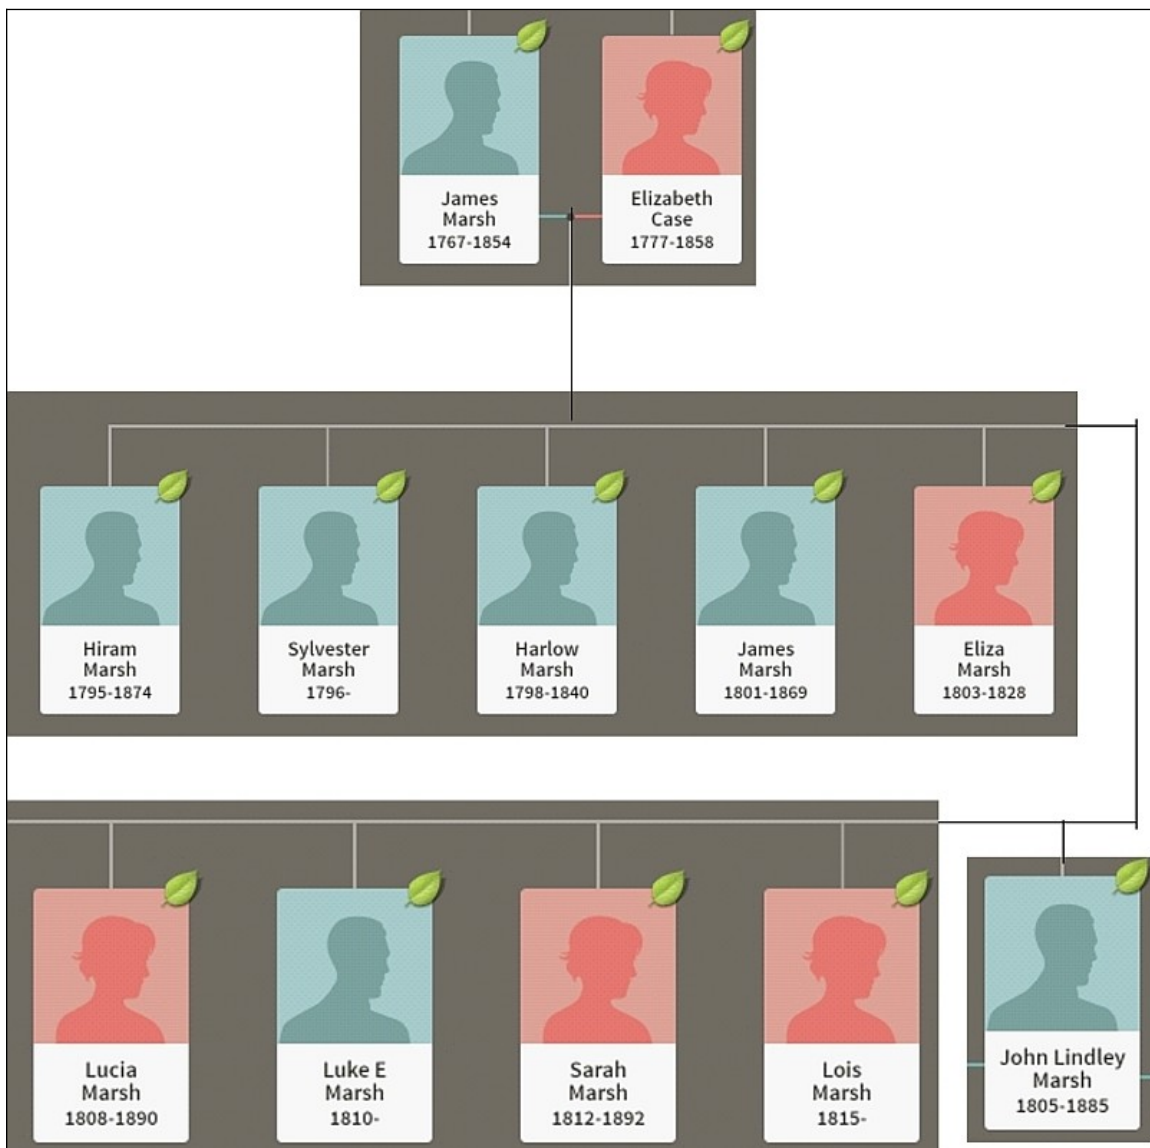 James
Marsh
1767-1854
Elizabeth
Case
1777-1858
Hiram
Marsh
1795-1874
Sylvester
Marsh
1796-
Harlow
Marsh
1798-1840
James
Marsh
1801-1869
Eliza
Marsh
1803-1828
Lucia
Marsh
1808-1890
Luke E
Marsh
1810-
Sarah
Marsh
1812-1892
Lois
Marsh
1815-
John Lindley
Marsh
1805-1885